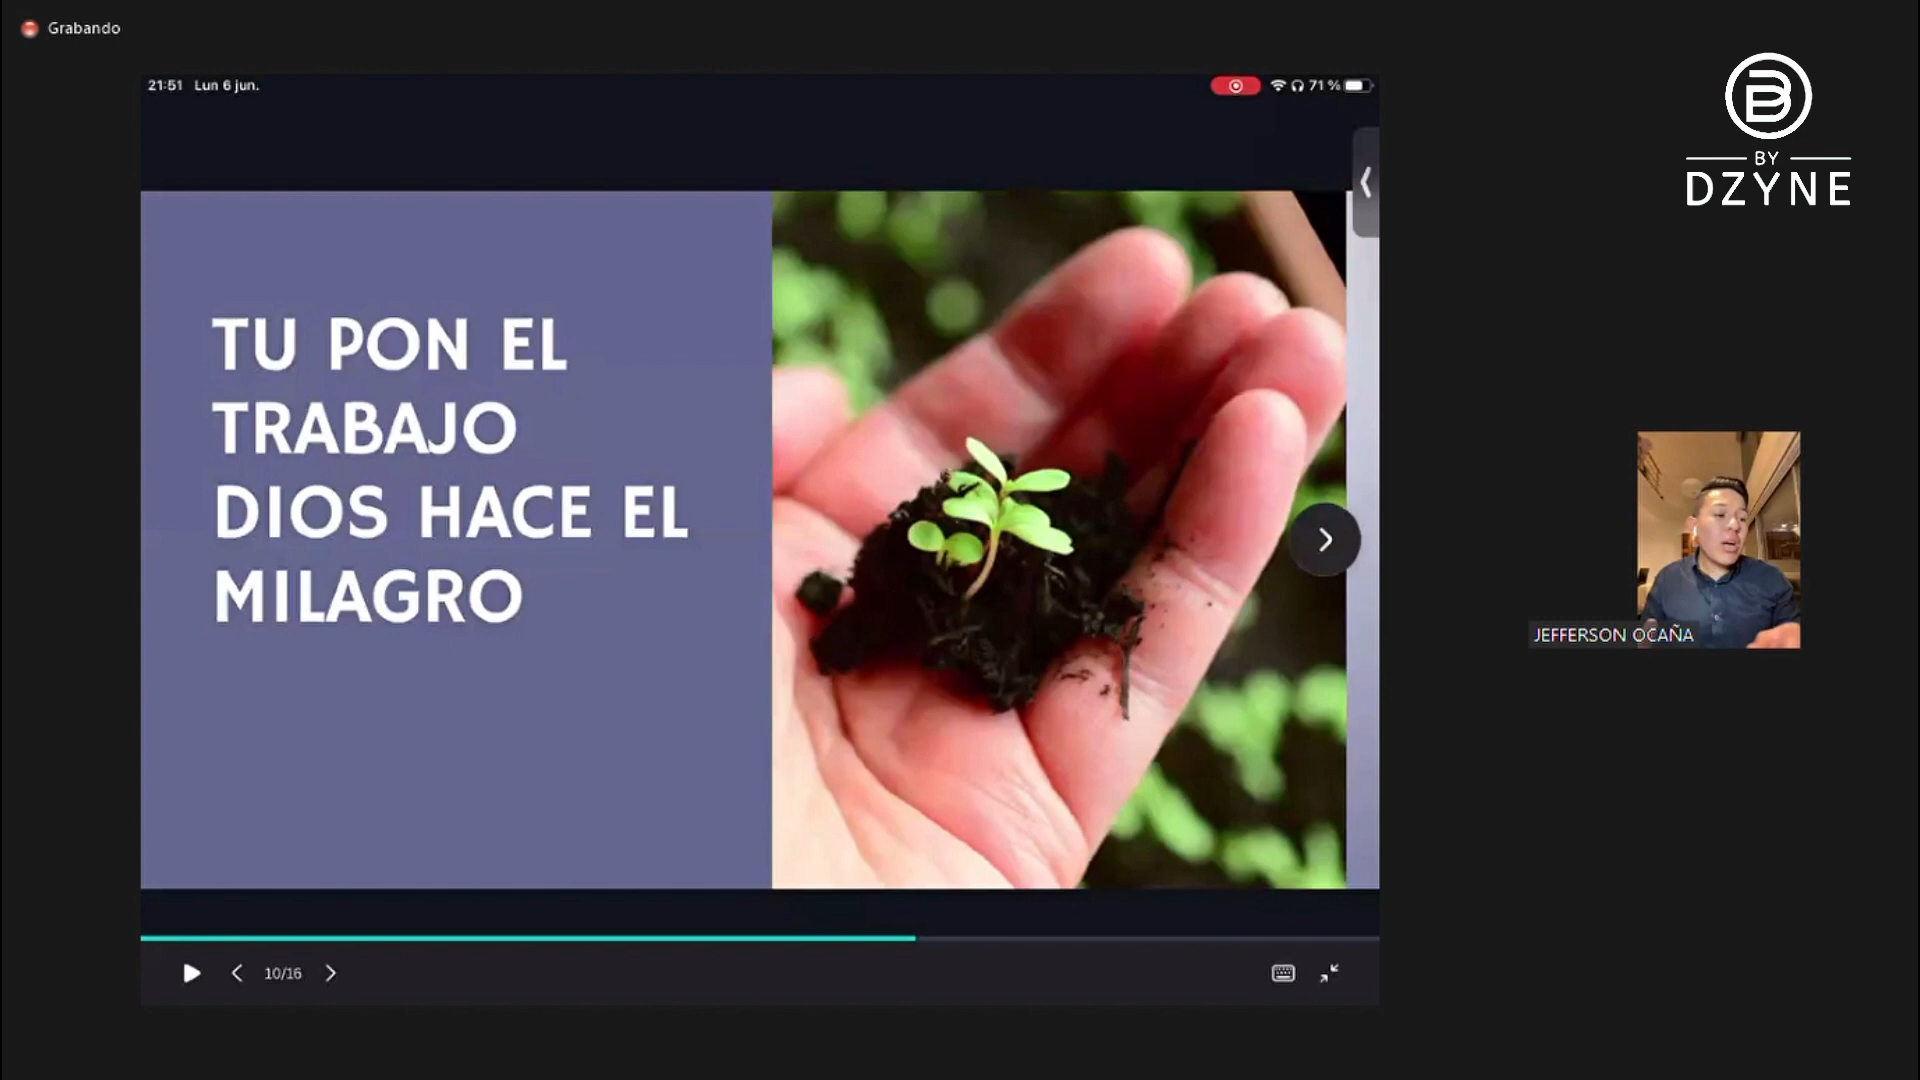 Grabando
21:51 Lun 6 jun.
71 %
B
BY
DZYNE
TU PON EL
TRABAJO
DIOS HACE EL
MILAGRO
JEFFERSON OCAÑA
10/16